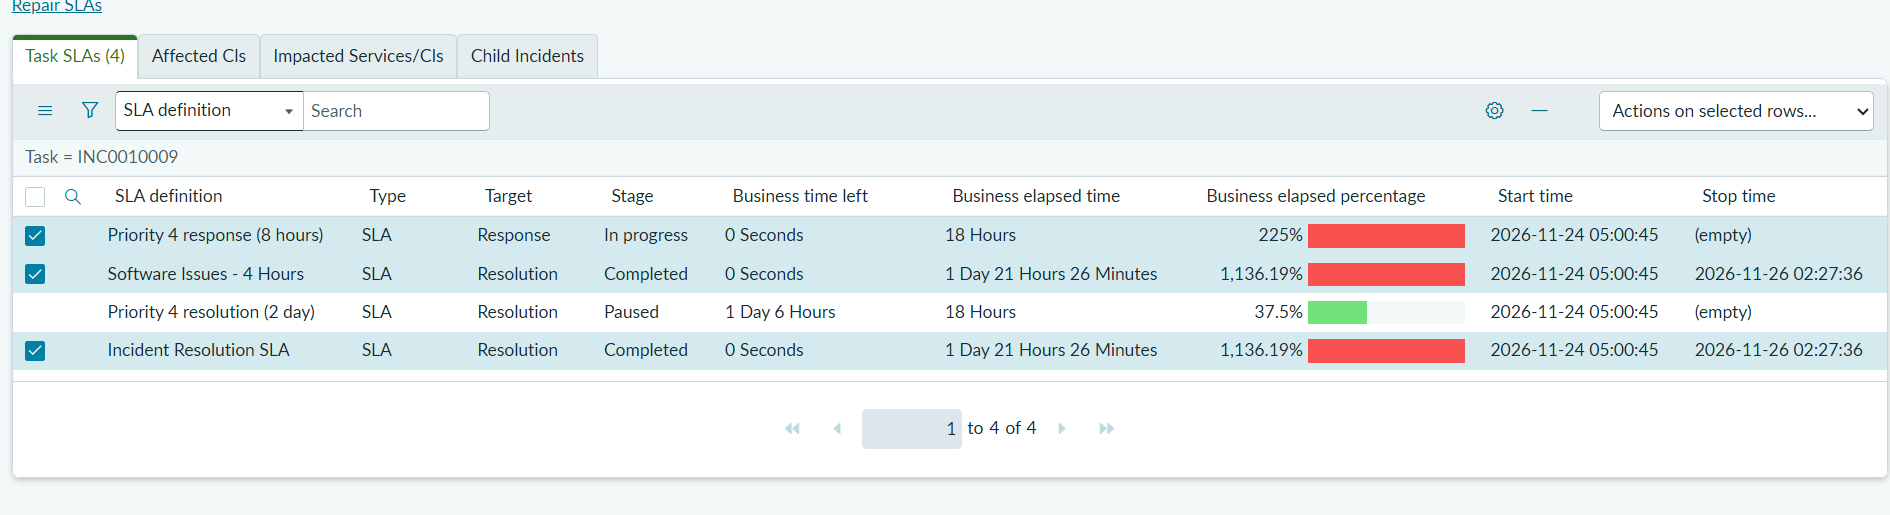 Repair SLAs
Task SLAs (4) Affected CIs Impacted Services/CIs Child Incidents
SLA definition Search Actions on selected rows...
Task = INC0010009
SLA definition Type Target Stage Business time left Business elapsed time Business elapsed percentage Start time Stop time
Priority 4 response (8 hours) SLA Response In progress 0 Seconds 18 Hours 225% 2026-11-24 05:00:45 (empty)
Software Issues - 4 Hours SLA Resolution Completed 0 Seconds 1 Day 21 Hours 26 Minutes 1,136.19% 2026-11-24 05:00:45 2026-11-26 02:27:36
Priority 4 resolution (2 day) SLA Resolution Paused 1 Day 6 Hours 18 Hours 37.5% 2026-11-24 05:00:45 (empty)
Incident Resolution SLA SLA Resolution Completed 0 Seconds 1 Day 21 Hours 26 Minutes 1,136.19% 2026-11-24 05:00:45 2026-11-26 02:27:36
1 to 4 of 4